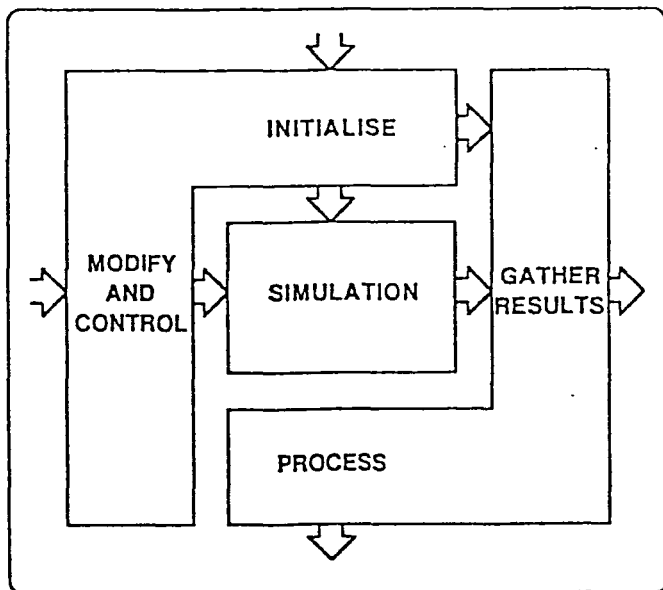 INITIALISE
MODIFY
AND
CONTROL
SIMULATION
GATHER
RESULTS
PROCESS